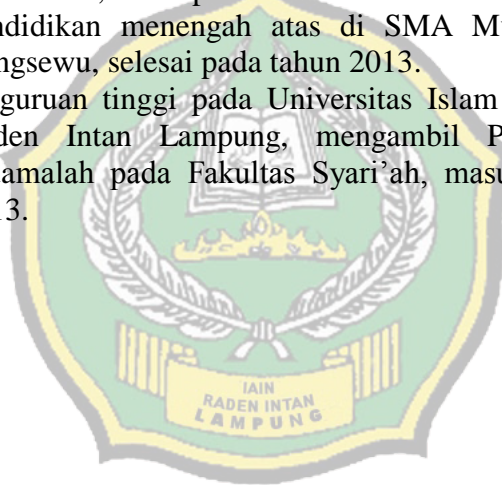 ndidikan menengah atas di SMA M
ngsewu, selesai pada tahun 2013.
guruan tinggi pada Universitas Islam
den Intan Lampung, mengambil P
amalah pada Fakultas Syari’ah, masu
13.
IAIN
RADEN INTAN
LAMPUNG